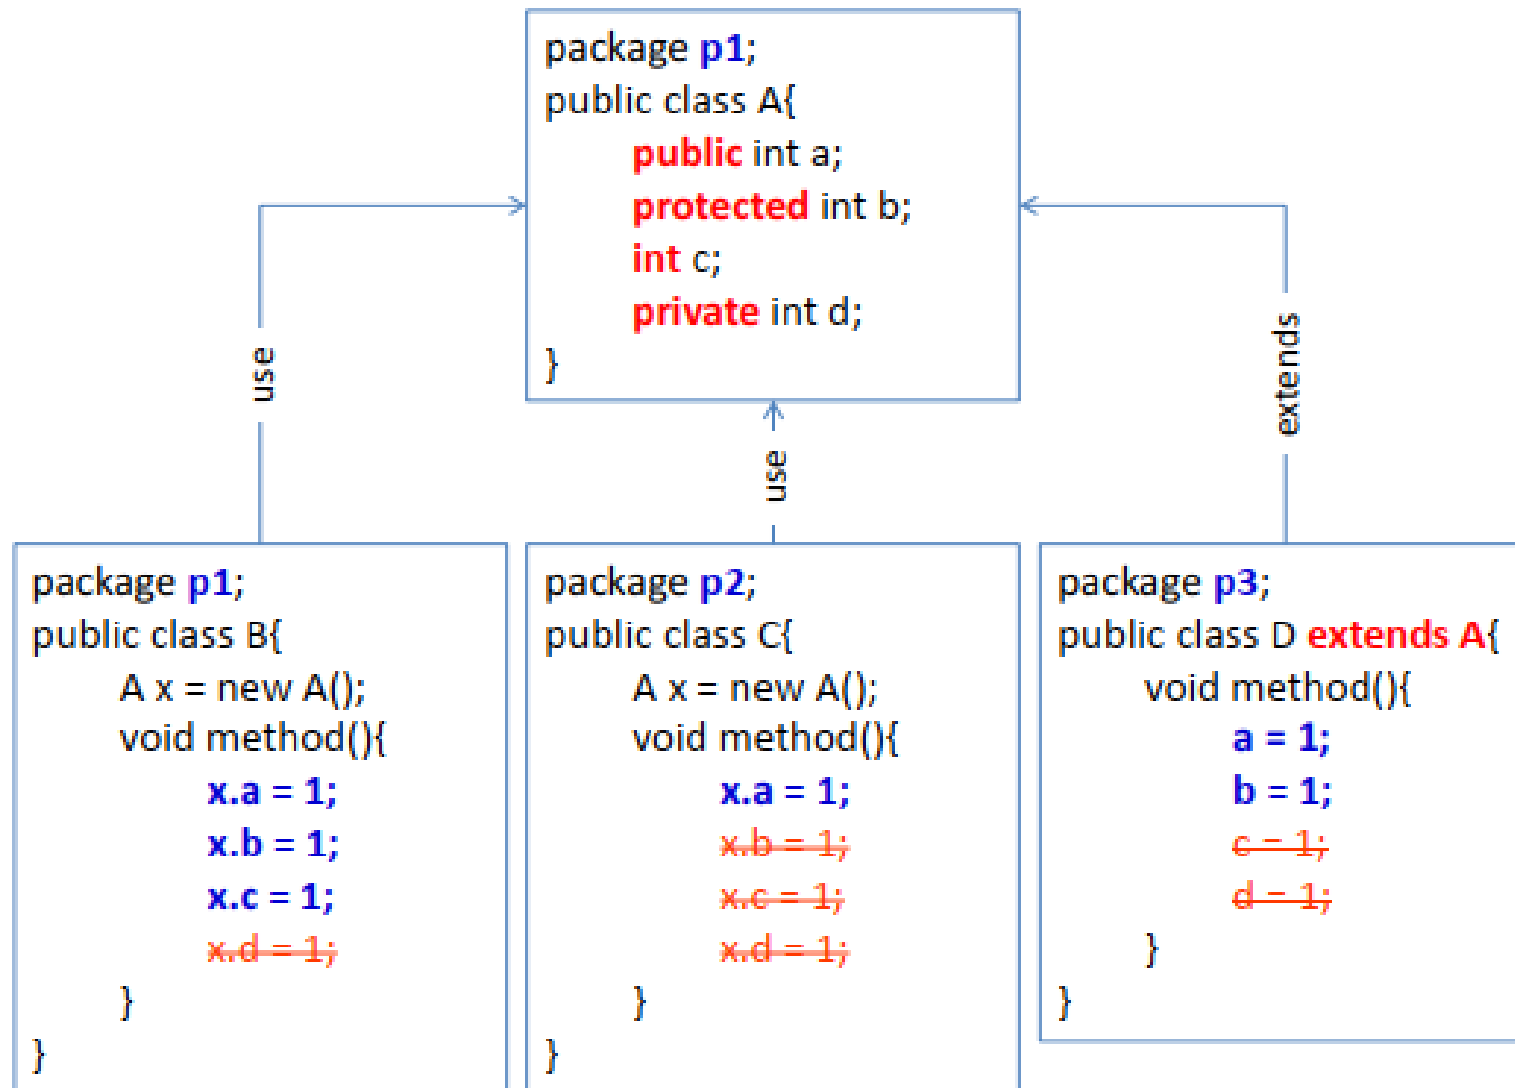 package p1;
public class A{
public int a;
protected int b;
int c;
private int d;
}
use
use
extends
package p1;
public class B{
A x = new A();
void method(){
x.a = 1;
x.b = 1;
x.c = 1;
x.d = 1;
}
}
package p2;
public class C{
A x = new A();
void method(){
x.a = 1;
x.b = 1;
x.c = 1;
x.d = 1;
}
}
package p3;
public class D extends A{
void method(){
a = 1;
b = 1;
c = 1;
d = 1;
}
}